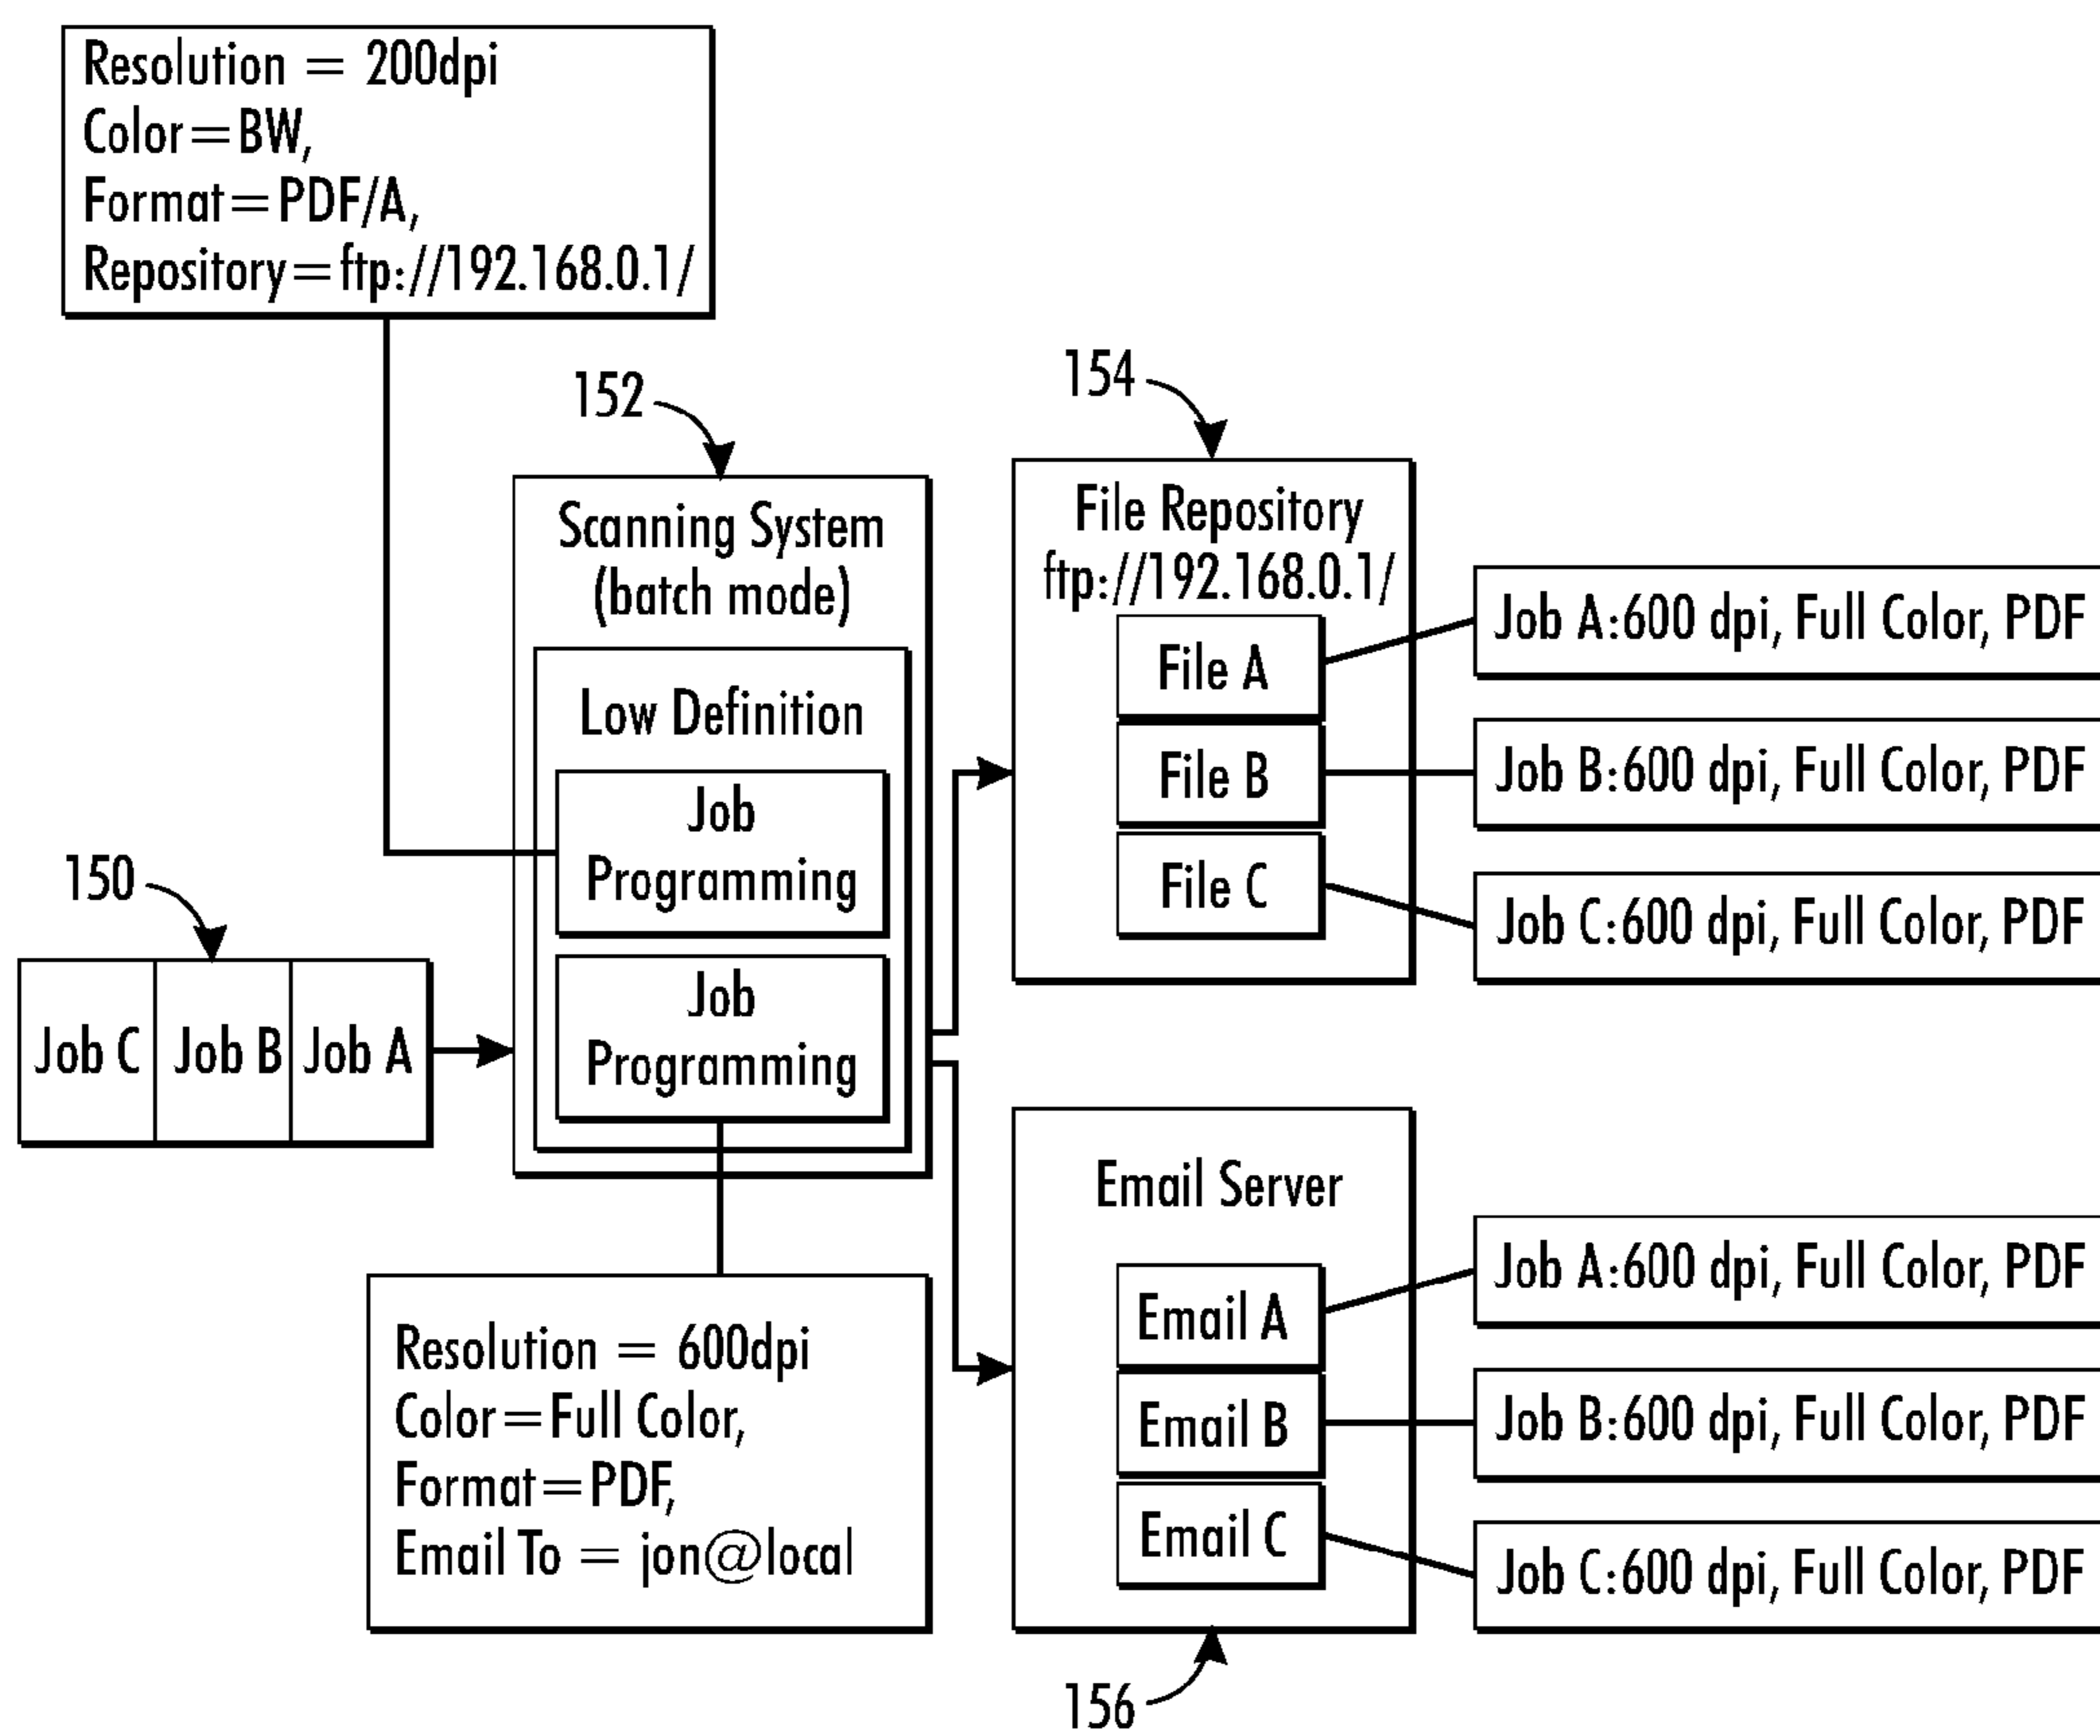 Resolution = 200dpi
Color=BW,
Format=PDF/A,
Repository=ftp://192.168.0.1/
152
154
Scanning System
(batch mode)
Low Definition
Job
Programming
Job
Programming
150
Job C
Job B
Job A
File Repository
ftp://192.168.0.1/
File A
File B
File C
Job A:600 dpi, Full Color, PDF
Job B:600 dpi, Full Color, PDF
Job C:600 dpi, Full Color, PDF
Resolution = 600dpi
Color=Full Color,
Format=PDF,
Email To = jon@local
Email Server
Email A
Email B
Email C
Job A:600 dpi, Full Color, PDF
Job B:600 dpi, Full Color, PDF
Job C:600 dpi, Full Color, PDF
156